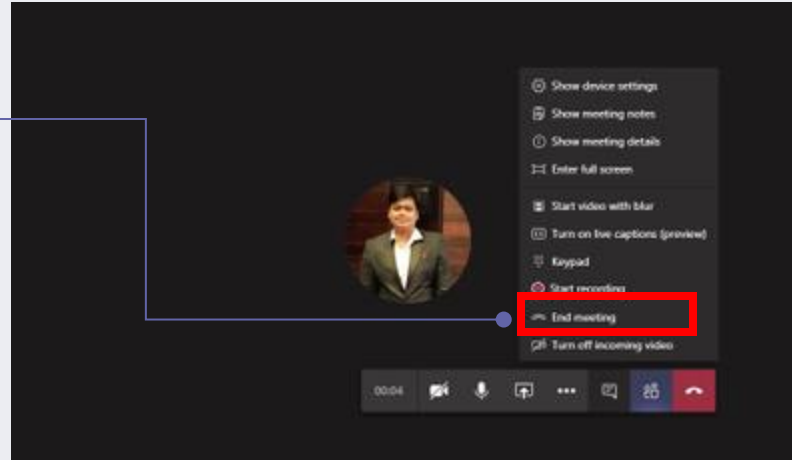 Show device settings
Show meeting notes
Show meeting details
Enter full screen
Start video with blur
Turn on live captions (preview)
Keypad
Start recording
End meeting
Turn off incoming video
00:04